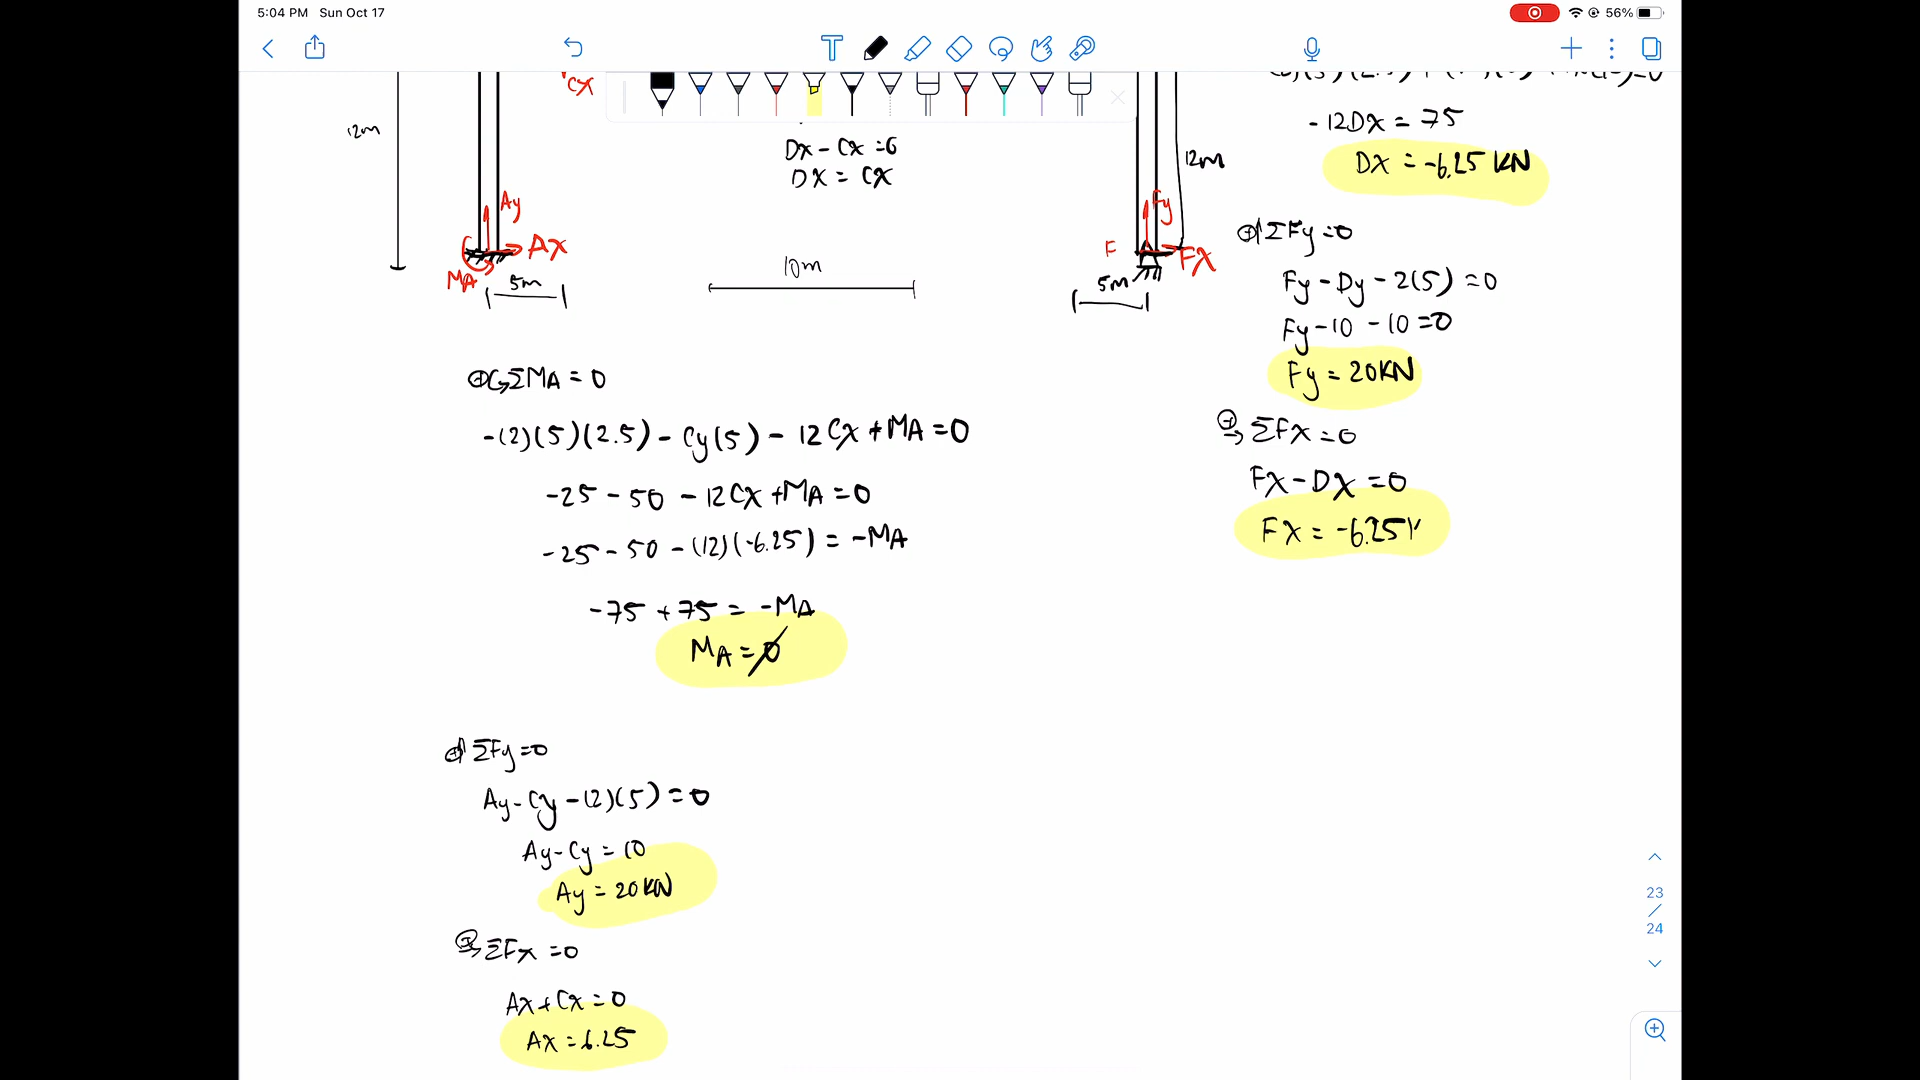 5:04 PM Sun Oct 17
56%
T
CX
12m
DX - CX = 0
DX = CX
Ay
AX
MA
5m
10m
12m
Fy
F
FX
5m
- 12DX = 75
DX = -6.25 KN
ΣFy = 0
Fy - Dy - 2(5) = 0
Fy - 10 - 10 = 0
Fy = 20KN
ΣFX = 0
FX - DX = 0
FX = -6.25
ΣMA = 0
-(2)(5)(2.5) - Cy(5) - 12CX + MA = 0
-25 - 50 - 12CX + MA = 0
-25 - 50 - (12)(-6.25) = -MA
-75 + 75 = -MA
MA = 0
ΣFy = 0
Ay - Cy - (2)(5) = 0
Ay - Cy = 10
Ay = 20KN
ΣFX = 0
AX + CX = 0
AX = 6.25
23
/
24